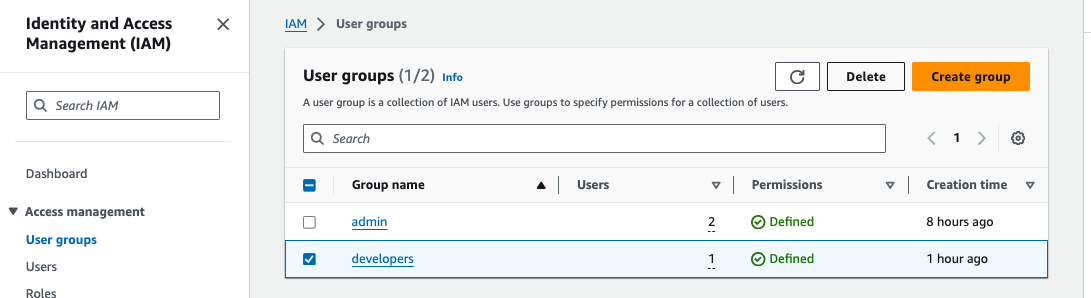 Identity and Access
Management (IAM)
Search IAM
Dashboard
Access management
User groups
Users
Roles
IAM > User groups
User groups (1/2) Info
Delete
Create group
A user group is a collection of IAM users. Use groups to specify permissions for a collection of users.
Search
1
Group name Users Permissions Creation time
admin 2 Defined 8 hours ago
developers 1 Defined 1 hour ago